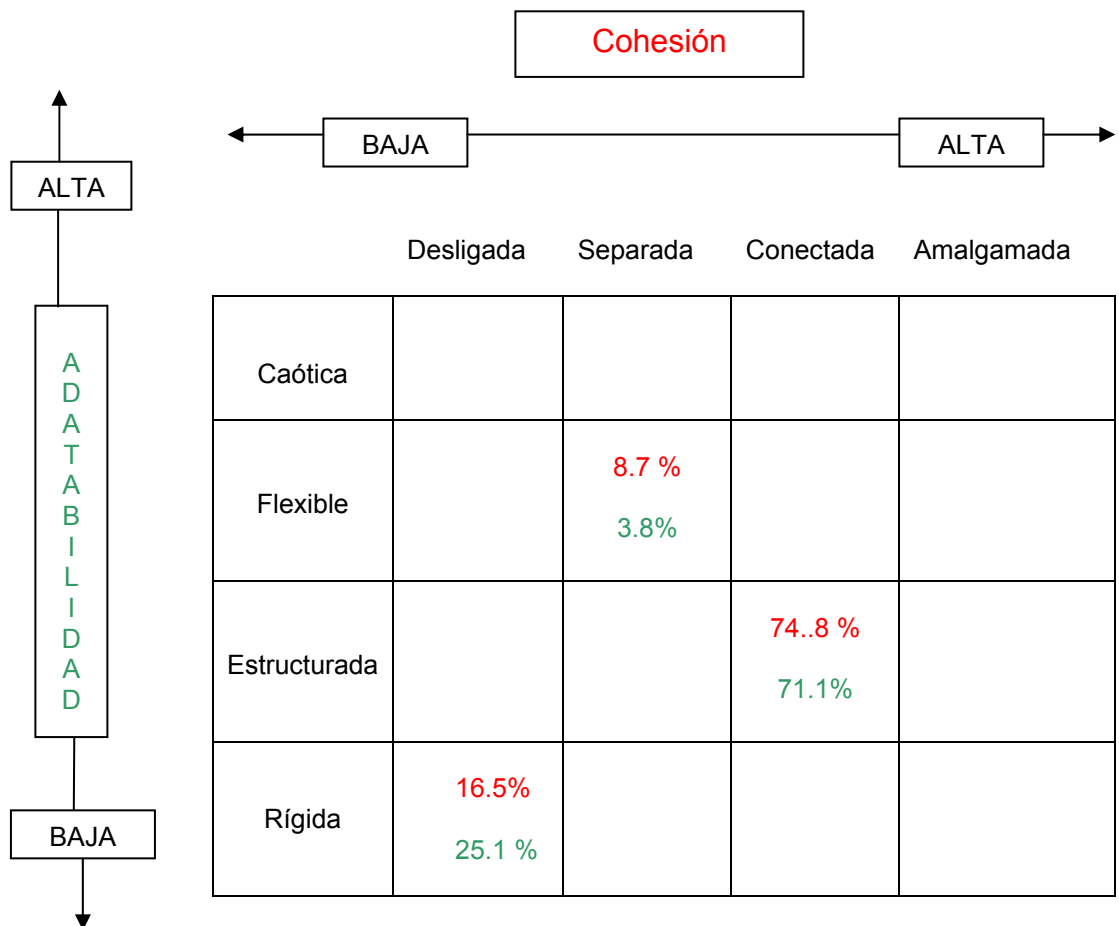 Cohesión
BAJA
ALTA
ALTA
Desligada Separada Conectada Amalgamada
A
D
A
T
A
B
I
L
I
D
A
D
Caótica
Flexible
8.7 %
3.8%
Estructurada
74..8 %
71.1%
Rígida
16.5%
25.1 %
BAJA